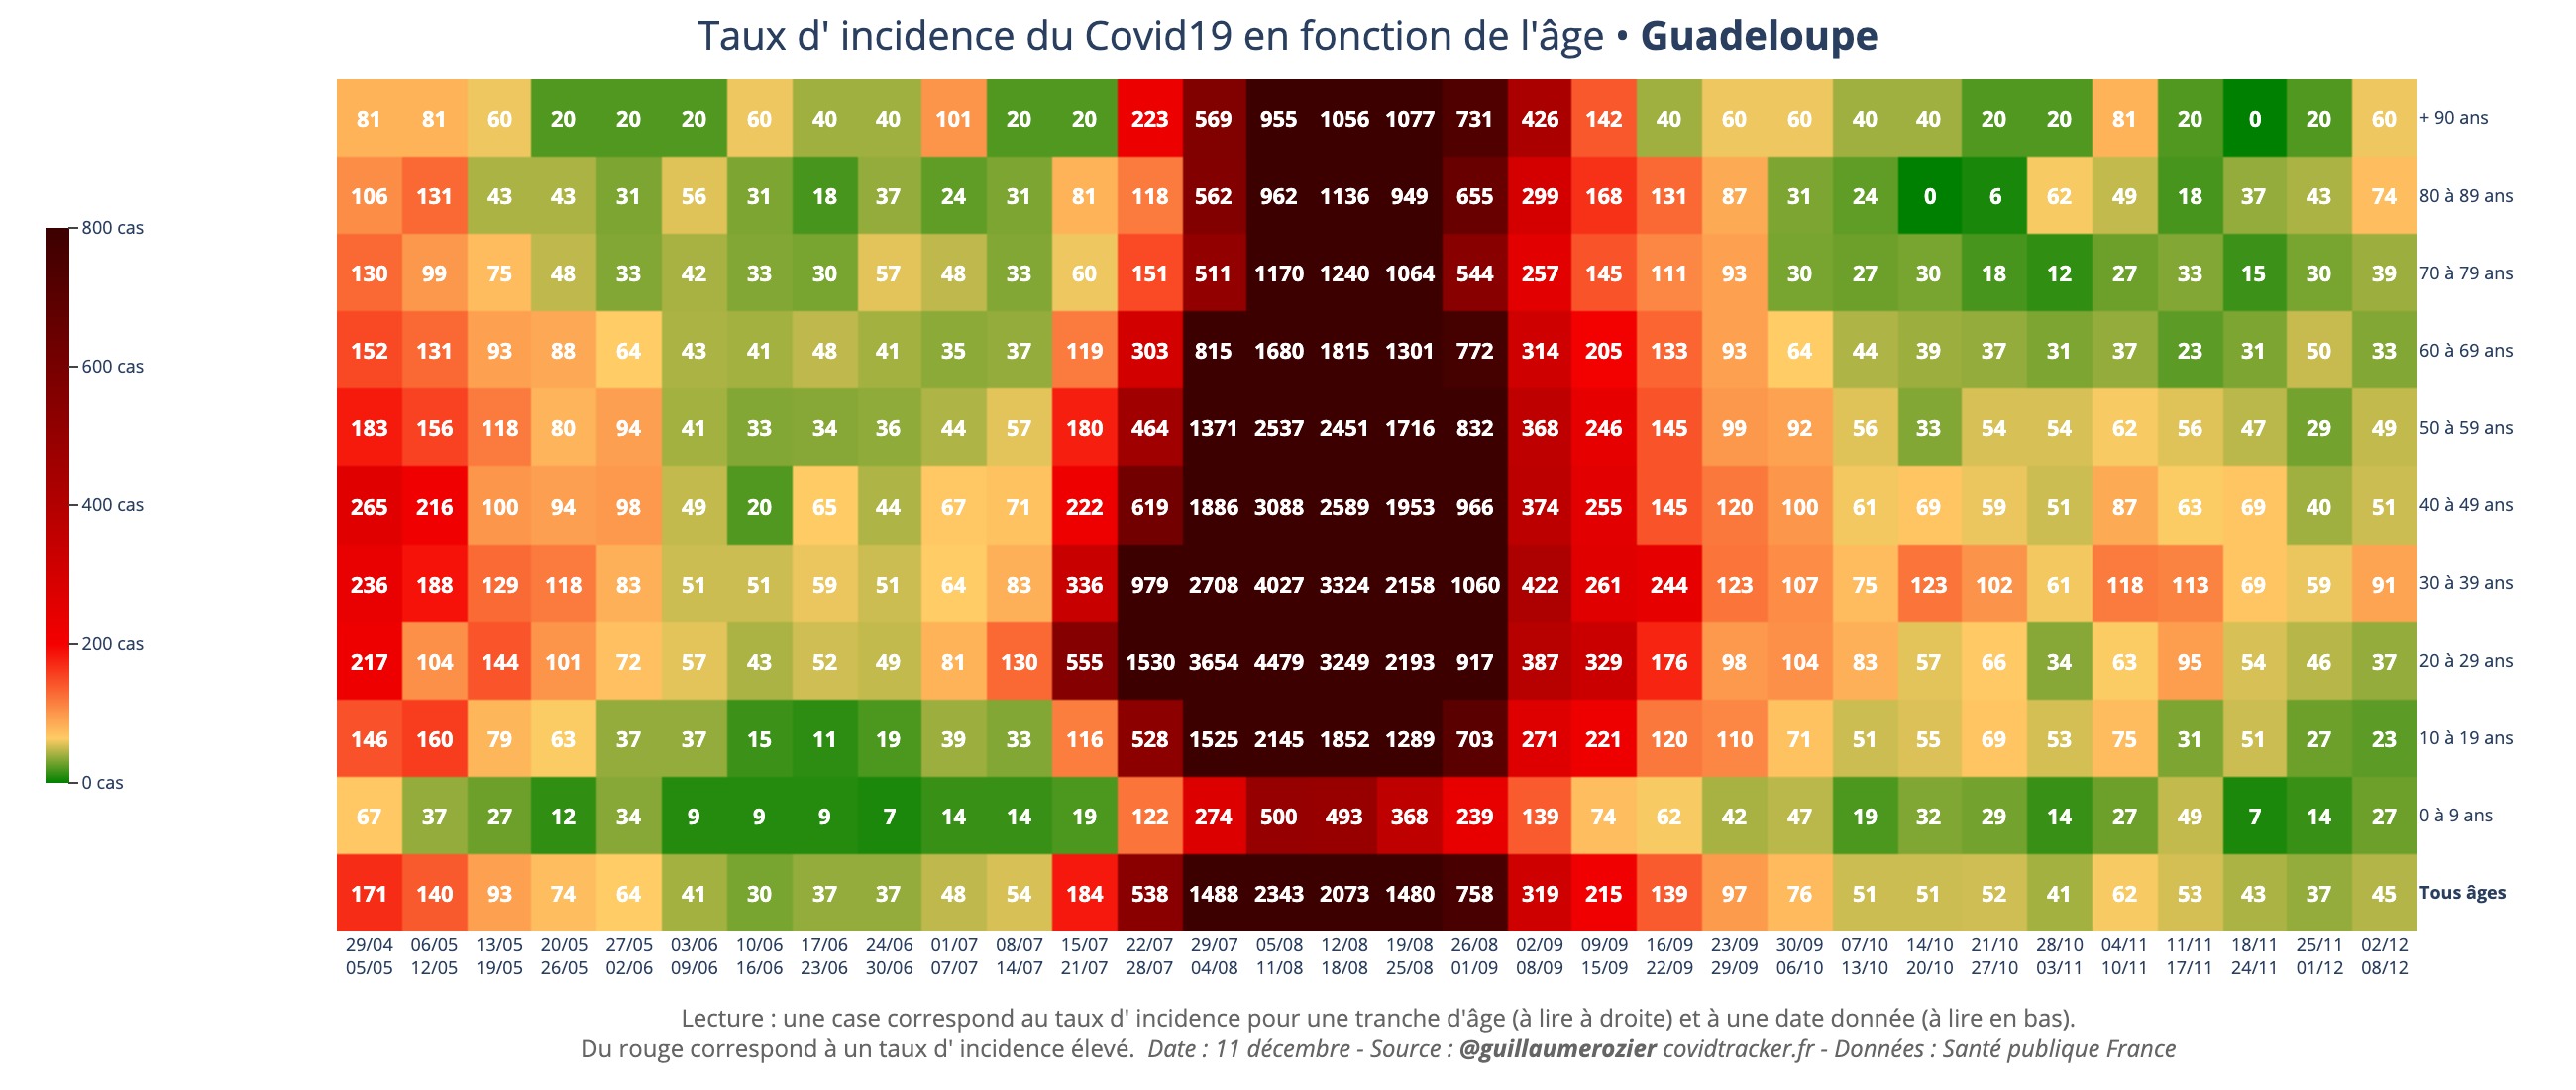 Taux d' incidence du Covid19 en fonction de l'âge • Guadeloupe
81 81 60 20 20 20 60 40 40 101 20 20 223 569 955 1056 1077 731 426 142 40 60 60 40 40 20 20 81 20 0 20 60 + 90 ans
106 131 43 43 31 56 31 18 37 24 31 81 118 562 962 1136 949 655 299 168 131 87 31 24 0 6 62 49 18 37 43 74 80 à 89 ans
800 cas
130 99 75 48 33 42 33 30 57 48 33 60 151 511 1170 1240 1064 544 257 145 111 93 30 27 30 18 12 27 33 15 30 39 70 à 79 ans
152 131 93 88 64 43 41 48 41 35 37 119 303 815 1680 1815 1301 772 314 205 133 93 64 44 39 37 31 37 23 31 50 33 60 à 69 ans
600 cas
183 156 118 80 94 41 33 34 36 44 57 180 464 1371 2537 2451 1716 832 368 246 145 99 92 56 33 54 54 62 56 47 29 49 50 à 59 ans
400 cas
265 216 100 94 98 49 20 65 44 67 71 222 619 1886 3088 2589 1953 966 374 255 145 120 100 61 69 59 51 87 63 69 40 51 40 à 49 ans
236 188 129 118 83 51 51 59 51 64 83 336 979 2708 4027 3324 2158 1060 422 261 244 123 107 75 123 102 61 118 113 69 59 91 30 à 39 ans
200 cas
217 104 144 101 72 57 43 52 49 81 130 555 1530 3654 4479 3249 2193 917 387 329 176 98 104 83 57 66 34 63 95 54 46 37 20 à 29 ans
146 160 79 63 37 37 15 11 19 39 33 116 528 1525 2145 1852 1289 703 271 221 120 110 71 51 55 69 53 75 31 51 27 23 10 à 19 ans
0 cas
67 37 27 12 34 9 9 9 7 14 14 19 122 274 500 493 368 239 139 74 62 42 47 19 32 29 14 27 49 7 14 27 0 à 9 ans
171 140 93 74 64 41 30 37 37 48 54 184 538 1488 2343 2073 1480 758 319 215 139 97 76 51 51 52 41 62 53 43 37 45 Tous âges
29/04 06/05 13/05 20/05 27/05 03/06 10/06 17/06 24/06 01/07 08/07 15/07 22/07 29/07 05/08 12/08 19/08 26/08 02/09 09/09 16/09 23/09 30/09 07/10 14/10 21/10 28/10 04/11 11/11 18/11 25/11 02/12
05/05 12/05 19/05 26/05 02/06 09/06 16/06 23/06 30/06 07/07 14/07 21/07 28/07 04/08 11/08 18/08 25/08 01/09 08/09 15/09 22/09 29/09 06/10 13/10 20/10 27/10 03/11 10/11 17/11 24/11 01/12 08/12
Lecture : une case correspond au taux d' incidence pour une tranche d'âge (à lire à droite) et à une date donnée (à lire en bas).
Du rouge correspond à un taux d' incidence élevé. Date : 11 décembre - Source : @guillaumerozier covidtracker.fr - Données : Santé publique France